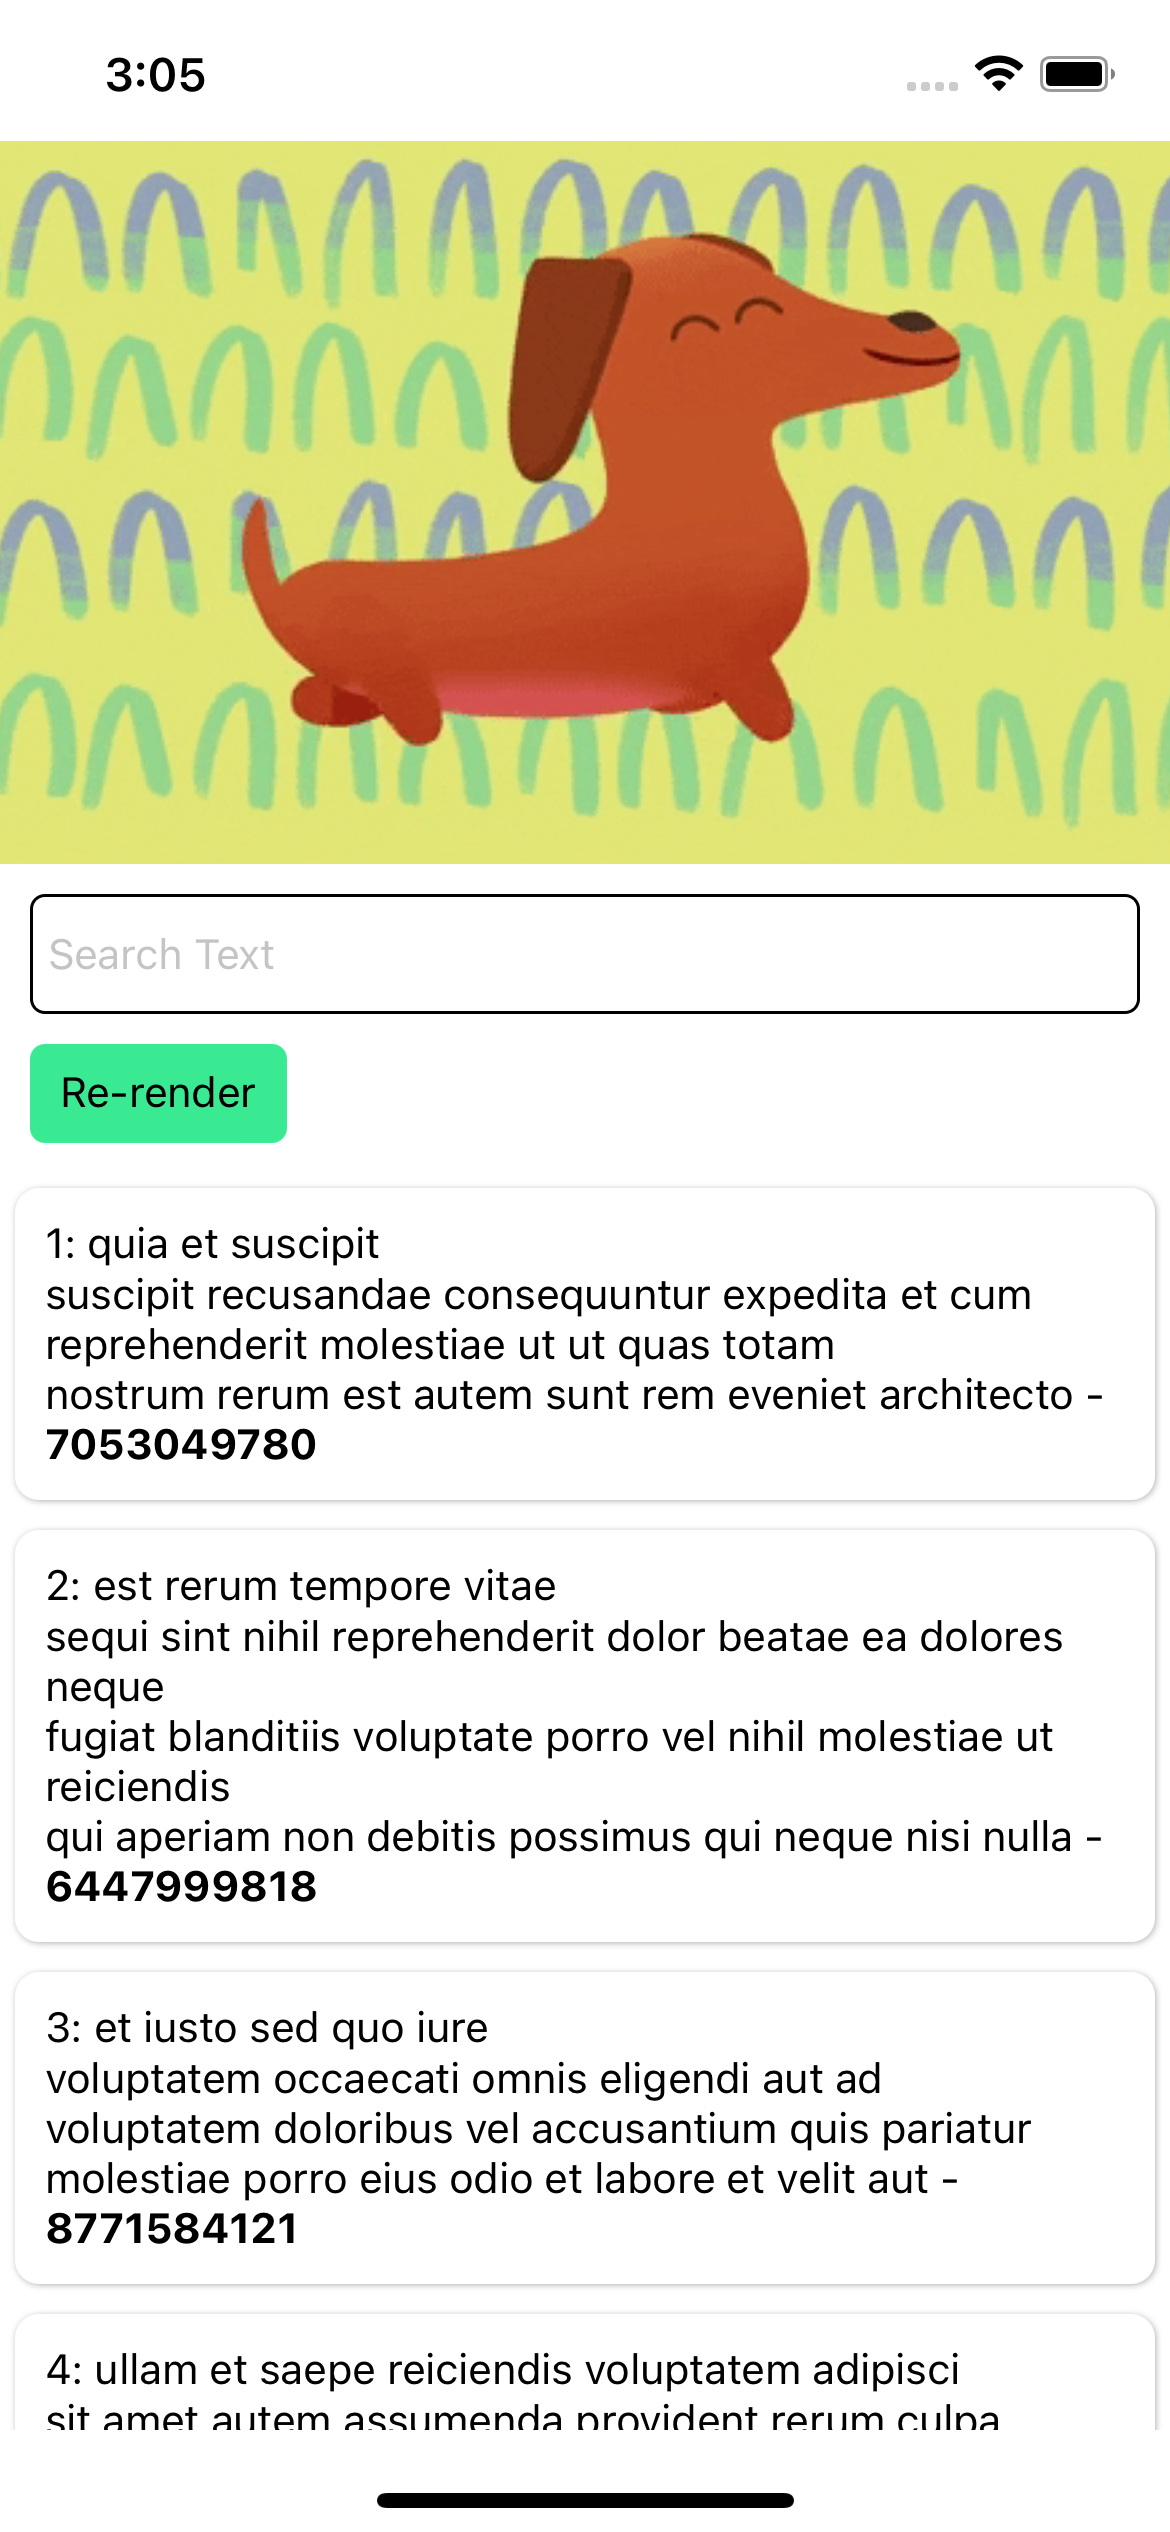 3:05
Search Text
Re-render
1: quia et suscipit
suscipit recusandae consequuntur expedita et cum
reprehenderit molestiae ut ut quas totam
nostrum rerum est autem sunt rem eveniet architecto -
7053049780
2: est rerum tempore vitae
sequi sint nihil reprehenderit dolor beatae ea dolores
neque
fugiat blanditiis voluptate porro vel nihil molestiae ut
reiciendis
qui aperiam non debitis possimus qui neque nisi nulla -
6447999818
3: et iusto sed quo iure
voluptatem occaecati omnis eligendi aut ad
voluptatem doloribus vel accusantium quis pariatur
molestiae porro eius odio et labore et velit aut -
8771584121
4: ullam et saepe reiciendis voluptatem adipisci
sit amet autem assumenda provident rerum culpa